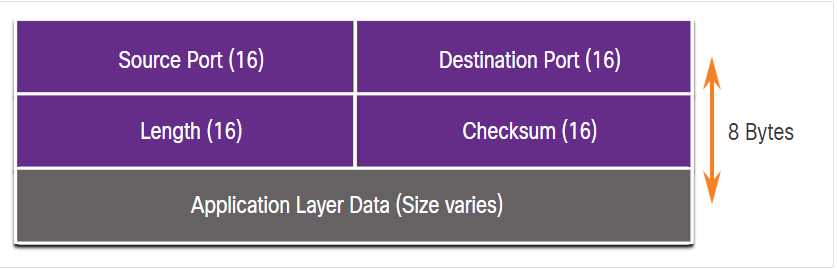 Source Port (16)
Destination Port (16)
Length (16)
Checksum (16)
8 Bytes
Application Layer Data (Size varies)